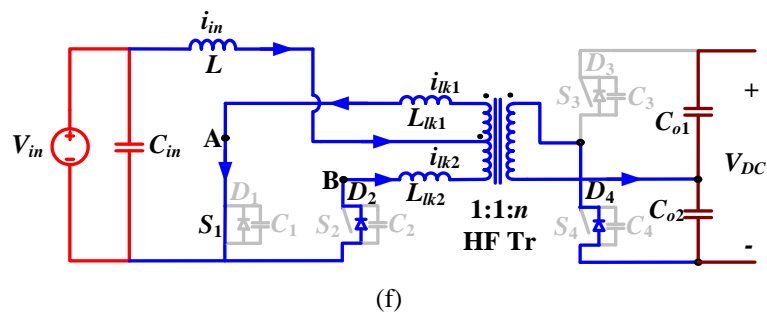 i_in
L
V_in
C_in
A
i_lk1
L_lk1
i_lk2
B
L_lk2
D_1
S_1
C_1
D_2
S_2
C_2
1:1:n
HF Tr
D_3
S_3
C_3
D_4
S_4
C_4
C_o1
C_o2
+
V_DC
-
(f)